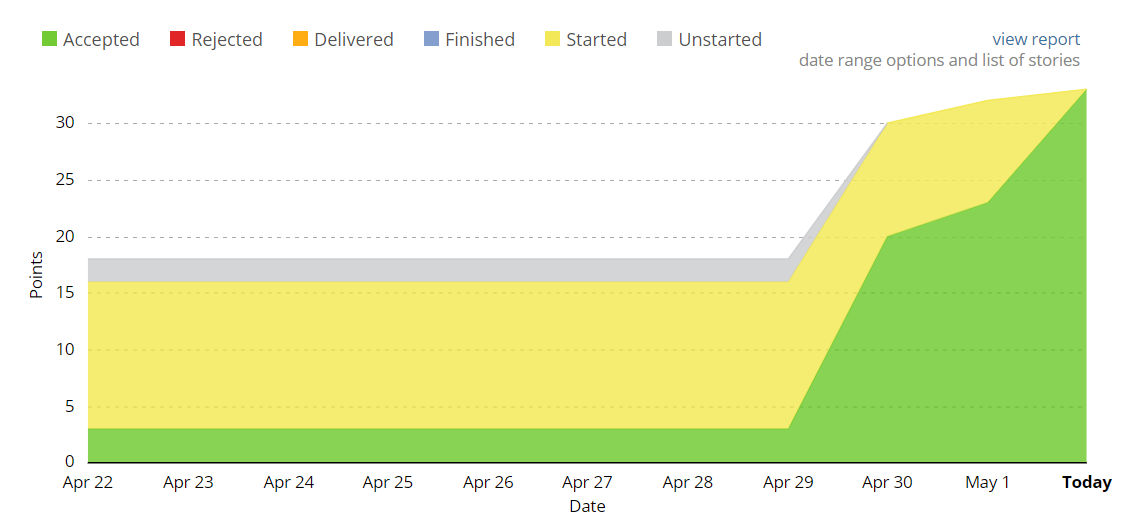 Accepted Rejected Delivered Finished Started Unstarted
view report
date range options and list of stories
30
25
20
15
10
5
0
Points
Apr 22 Apr 23 Apr 24 Apr 25 Apr 26 Apr 27 Apr 28 Apr 29 Apr 30 May 1 Today
Date